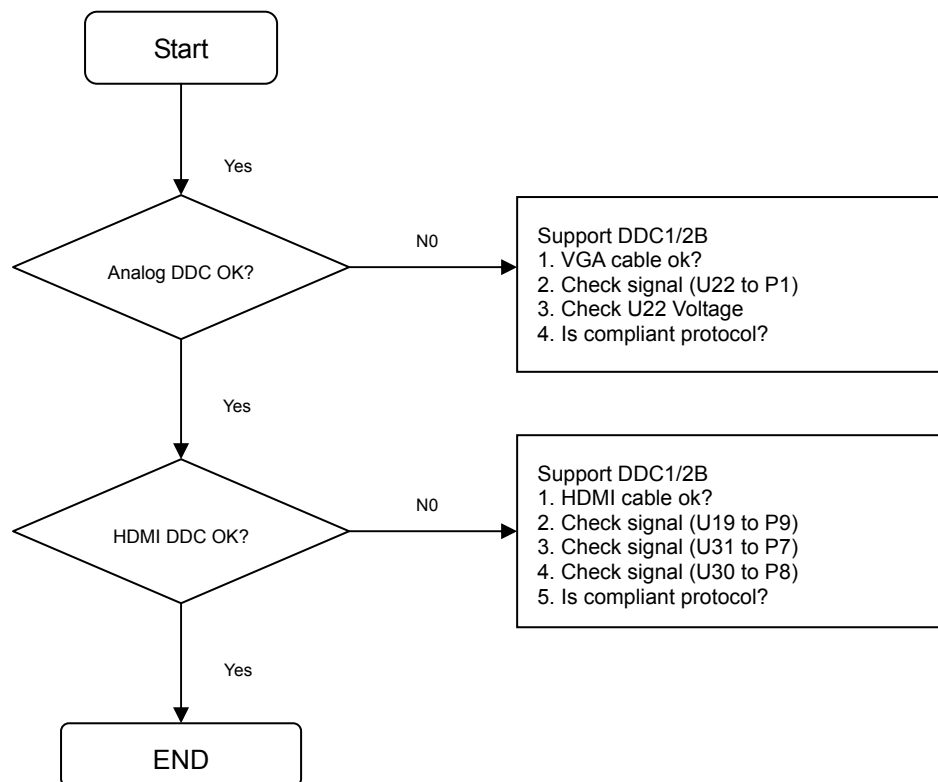 Start
Yes
Analog DDC OK?
N0
Support DDC1/2B
1. VGA cable ok?
2. Check signal (U22 to P1)
3. Check U22 Voltage
4. Is compliant protocol?
Yes
HDMI DDC OK?
N0
Support DDC1/2B
1. HDMI cable ok?
2. Check signal (U19 to P9)
3. Check signal (U31 to P7)
4. Check signal (U30 to P8)
5. Is compliant protocol?
Yes
END